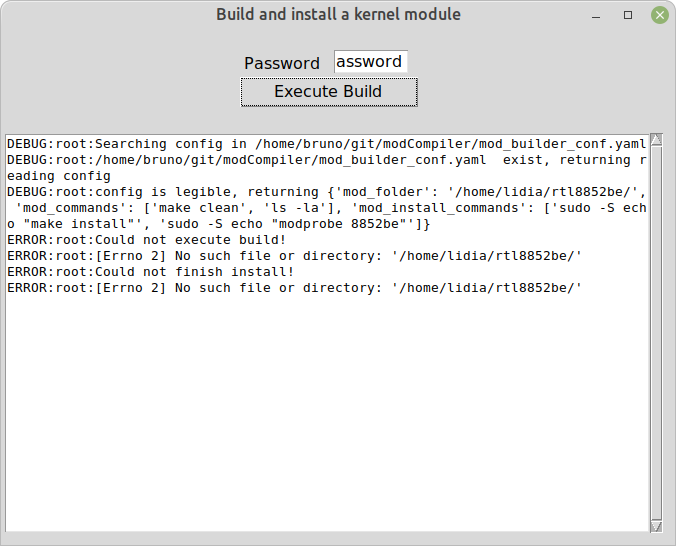 Build and install a kernel module
Password assword
Execute Build
DEBUG:root:Searching config in /home/bruno/git/modCompiler/mod_builder_conf.yaml
DEBUG:root:/home/bruno/git/modCompiler/mod_builder_conf.yaml  exist, returning r
eading config
DEBUG:root:config is legible, returning {'mod_folder': '/home/lidia/rtl8852be/',
 'mod_commands': ['make clean', 'ls -la'], 'mod_install_commands': ['sudo -S ech
o "make install"', 'sudo -S echo "modprobe 8852be"']}
ERROR:root:Could not execute build!
ERROR:root:[Errno 2] No such file or directory: '/home/lidia/rtl8852be/'
ERROR:root:Could not finish install!
ERROR:root:[Errno 2] No such file or directory: '/home/lidia/rtl8852be/'